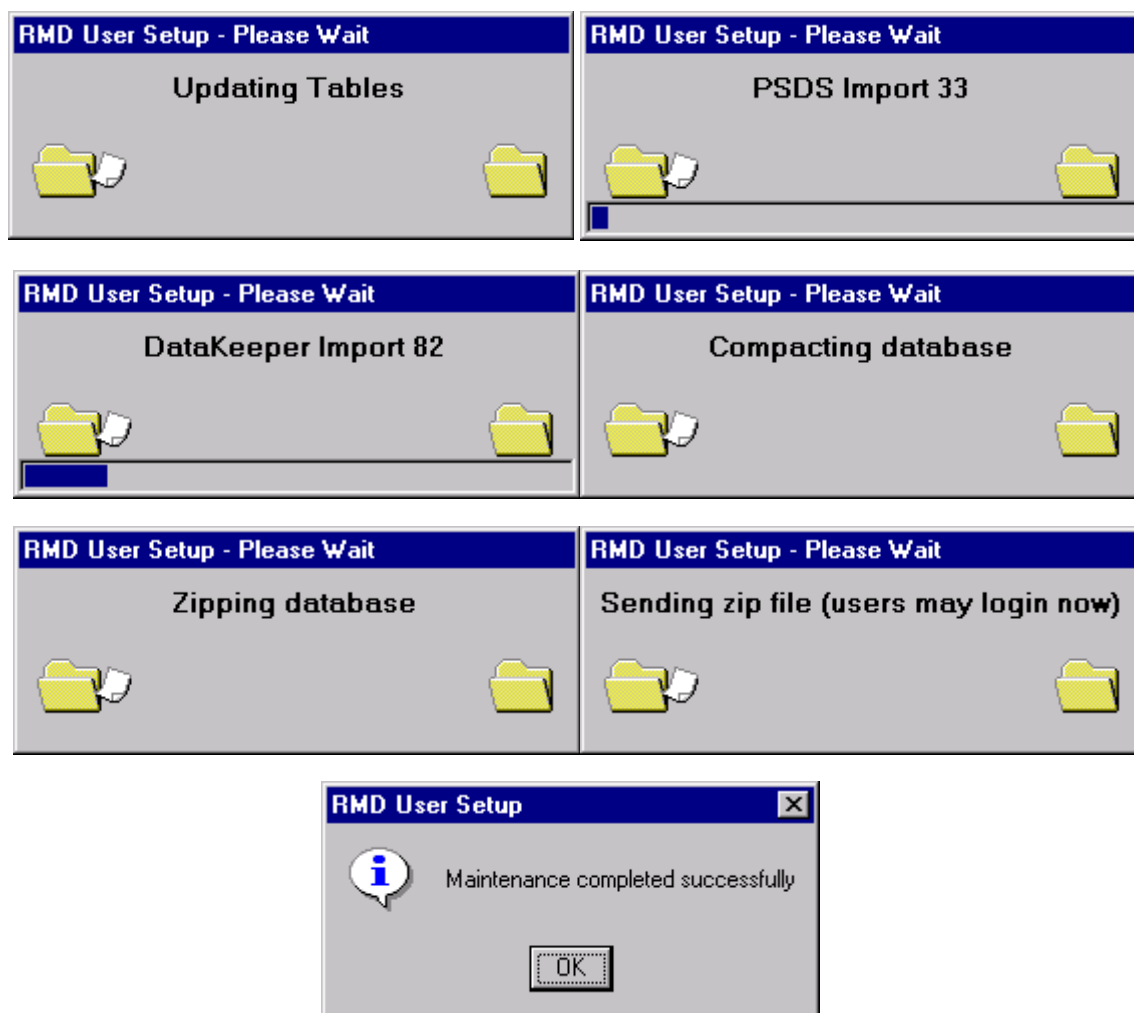 RMD User Setup - Please Wait
Updating Tables
RMD User Setup - Please Wait
PSDS Import 33
RMD User Setup - Please Wait
DataKeeper Import 82
RMD User Setup - Please Wait
Compacting database
RMD User Setup - Please Wait
Zipping database
RMD User Setup - Please Wait
Sending zip file (users may login now)
RMD User Setup
Maintenance completed successfully
OK